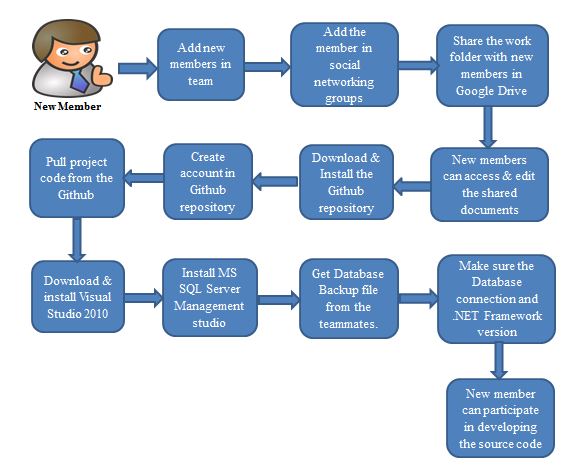 New Member
Add new
members in
team
Add the
member in
social
networking
groups
Share the work
folder with new
members in
Google Drive
New members
can access & edit
the shared
documents
Download &
Install the
Github
repository
Create
account in
Github
repository
Pull project
code from the
Github
Download &
install Visual
Studio 2010
Install MS
SQL Server
Management
studio
Get Database
Backup file
from the
teammates.
Make sure the
Database
connection and
.NET Framework
version
New member
can participate
in developing
the source code